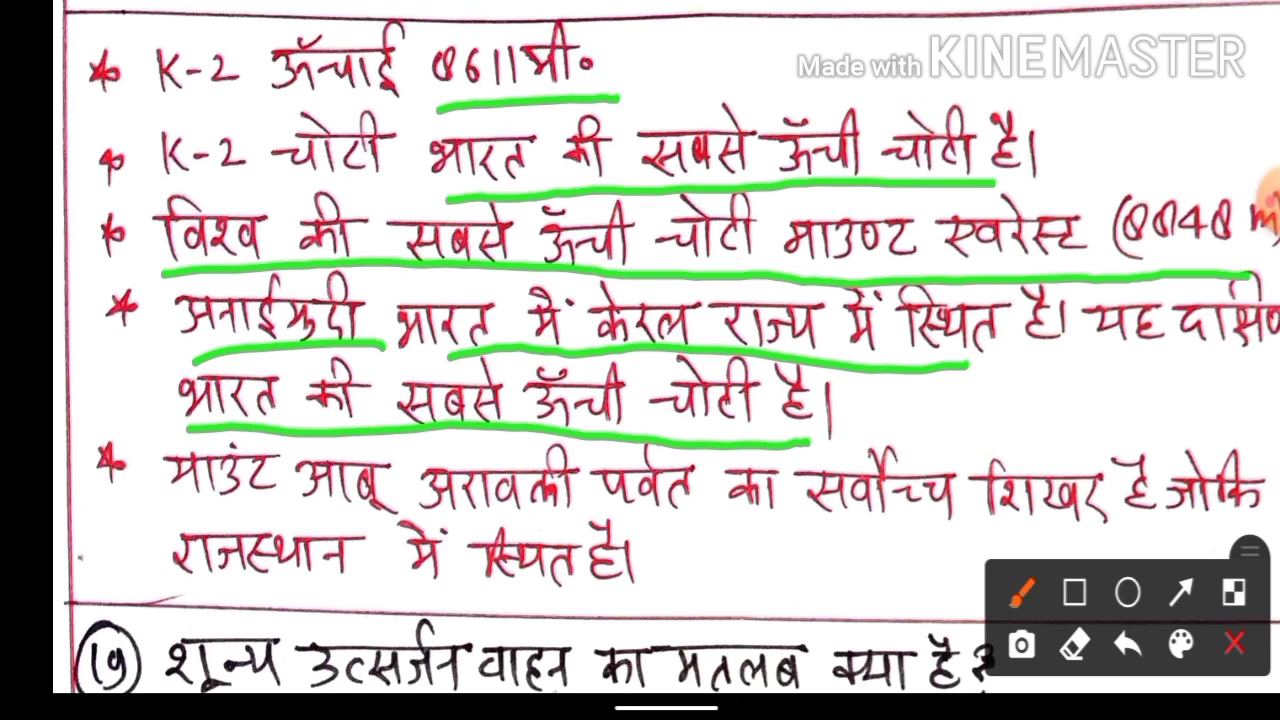 Made with KINEMASTER
* K-2 ऊँचाई 8611मी०
* K-2 चोटी भारत की सबसे ऊँची चोटी है।
* विश्व की सबसे ऊँची चोटी माउण्ट एवरेस्ट (8848 m)
* अनाईमुदी भारत में केरल राज्य में स्थित है। यह दक्षिण
भारत की सबसे ऊँची चोटी है।
* माउंट आबू अरावली पर्वत का सर्वोच्च शिखर है जोकि
राजस्थान में स्थित है।
(19) शून्य उत्सर्जन वाहन का मतलब क्या है ?